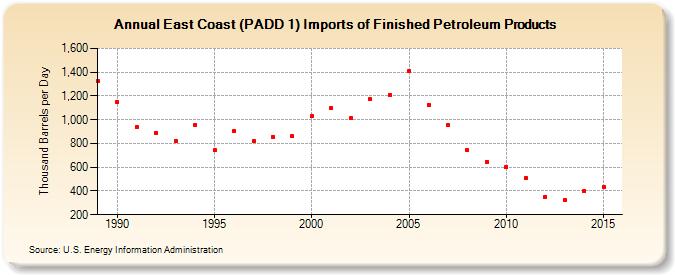 Annual East Coast (PADD 1) Imports of Finished Petroleum Products
Thousand Barrels per Day
1,600
1,400
1,200
1,000
800
600
400
200
1990 1995 2000 2005 2010 2015
Source: U.S. Energy Information Administration